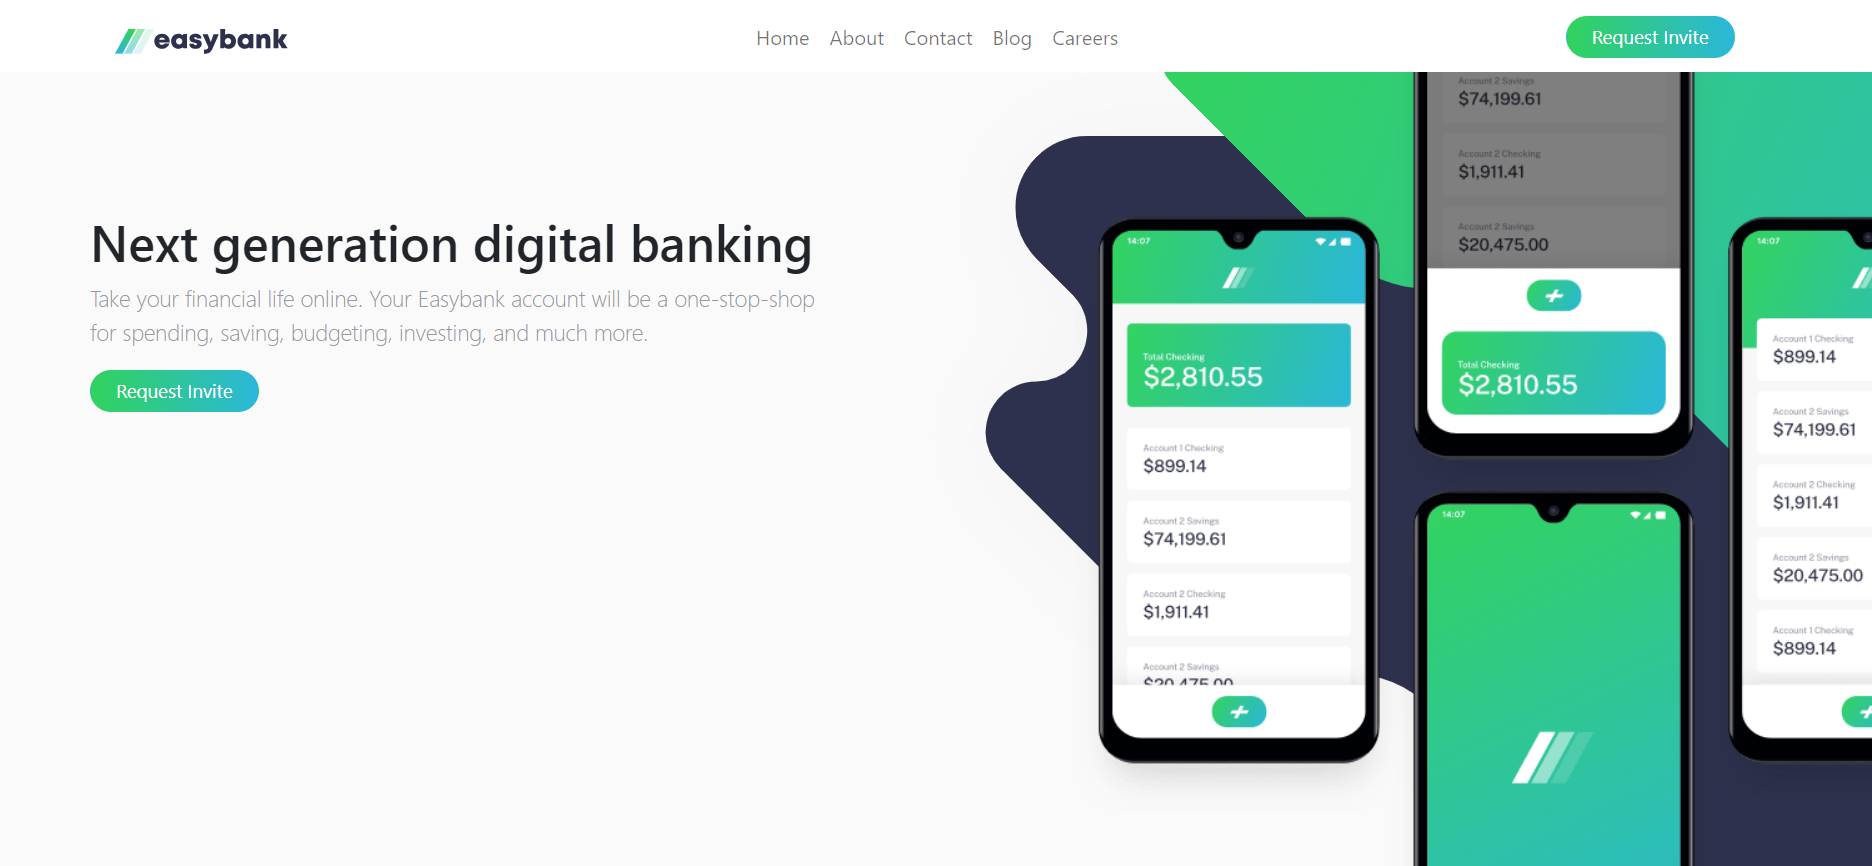 easybank
Home
About
Contact
Blog
Careers
Request Invite
Next generation digital banking
Take your financial life online. Your Easybank account will be a one-stop-shop
for spending, saving, budgeting, investing, and much more.
Request Invite
14:07
Total Checking
$2,810.55
Account 1 Checking
$899.14
Account 2 Savings
$74,199.61
Account 2 Checking
$1,911.41
Account 2 Savings
$20,475.00
Account 2 Savings
$74,199.61
Account 2 Checking
$1,911.41
Account 2 Savings
$20,475.00
Total Checking
$2,810.55
14:07
14:07
Account 1 Checking
$899.14
Account 2 Savings
$74,199.61
Account 2 Checking
$1,911.41
Account 2 Savings
$20,475.00
Account 1 Checking
$899.14